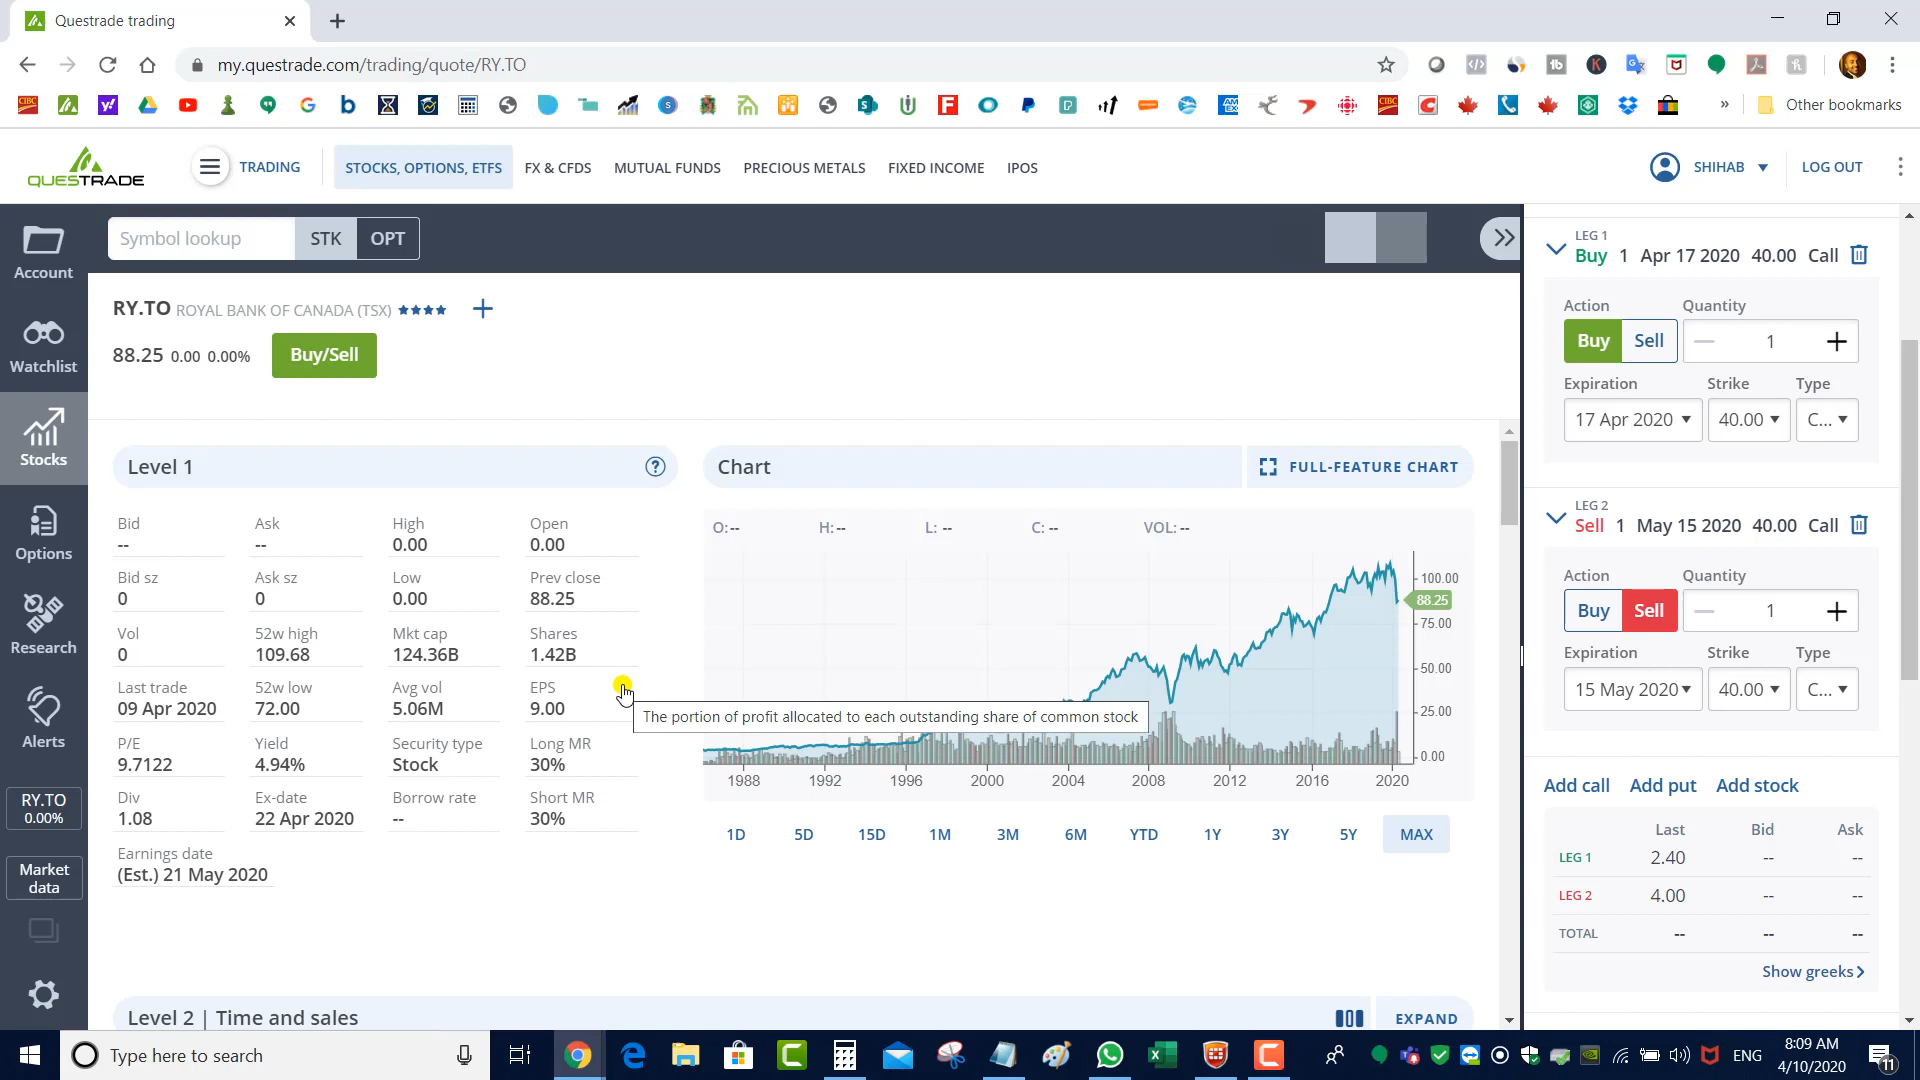 Questrade trading
my.questrade.com/trading/quote/RY.TO
Other bookmarks
QUESTRADE
TRADING
STOCKS, OPTIONS, ETFS
FX & CFDS
MUTUAL FUNDS
PRECIOUS METALS
FIXED INCOME
IPOS
SHIHAB
LOG OUT
Account
Watchlist
Stocks
Options
Research
Alerts
RY.TO
0.00%
Market
data
Symbol lookup
STK
OPT
RY.TO ROYAL BANK OF CANADA (TSX)
88.25 0.00 0.00%
Buy/Sell
Level 1
Bid
--
Ask
--
High
0.00
Open
0.00
Bid sz
0
Ask sz
0
Low
0.00
Prev close
88.25
Vol
0
52w high
109.68
Mkt cap
124.36B
Shares
1.42B
Last trade
09 Apr 2020
52w low
72.00
Avg vol
5.06M
EPS
9.00
P/E
9.7122
Yield
4.94%
Security type
Stock
Long MR
30%
Div
1.08
Ex-date
22 Apr 2020
Borrow rate
--
Short MR
30%
Earnings date
(Est.) 21 May 2020
The portion of profit allocated to each outstanding share of common stock
Chart
FULL-FEATURE CHART
O:-- H:-- L: -- C: -- VOL: --
100.00
88.25
75.00
50.00
25.00
0.00
1988 1992 1996 2000 2004 2008 2012 2016 2020
1D 5D 15D 1M 3M 6M YTD 1Y 3Y 5Y MAX
Level 2 | Time and sales
EXPAND
LEG 1
Buy 1 Apr 17 2020 40.00 Call
Action
Quantity
Buy
Sell
1
Expiration
Strike
Type
17 Apr 2020
40.00
C...
LEG 2
Sell 1 May 15 2020 40.00 Call
Action
Quantity
Buy
Sell
1
Expiration
Strike
Type
15 May 2020
40.00
C...
Add call
Add put
Add stock
Last Bid Ask
LEG 1 2.40 -- --
LEG 2 4.00 -- --
TOTAL -- -- --
Show greeks
Type here to search
ENG
8:09 AM
4/10/2020
11